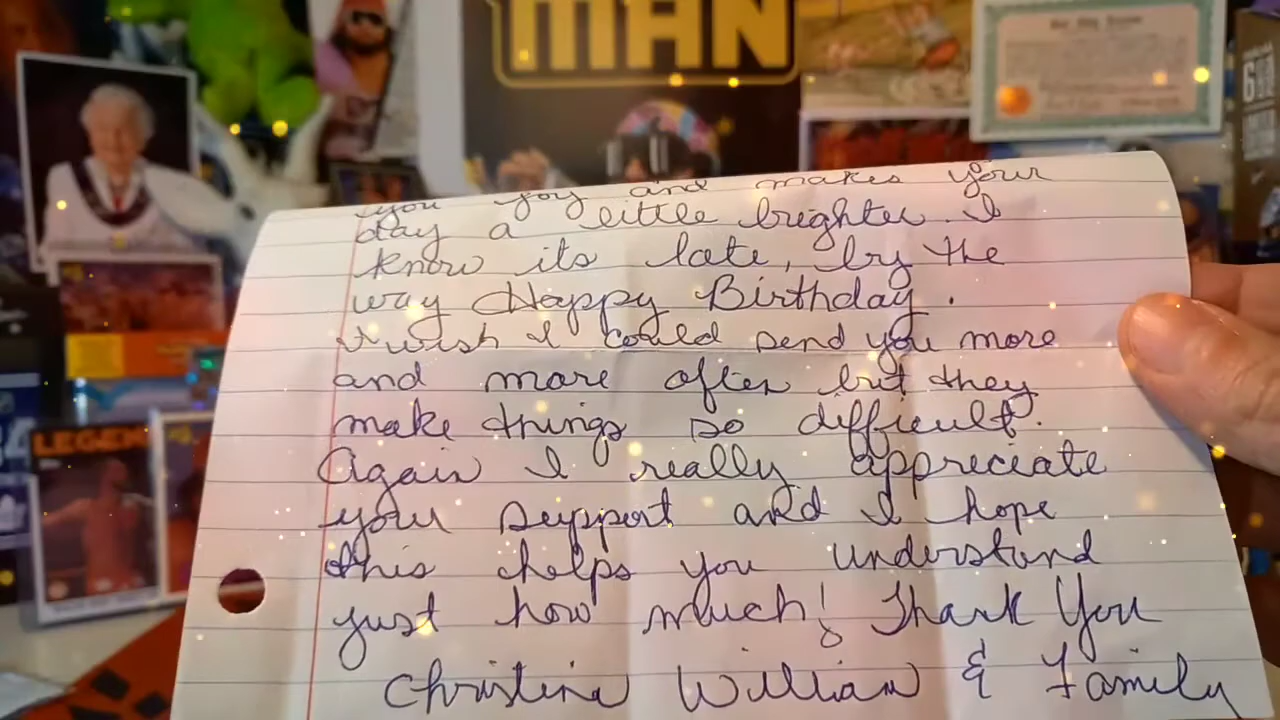 MAN
LEGEN
you joy and makes your
day a little brighter. I
know its late, by the
way Happy Birthday.
I wish I could send you more
and more often but they
make things so difficult.
Again I really appreciate
your support and I hope
this helps you understand
just how much! Thank You
Christina William & Family